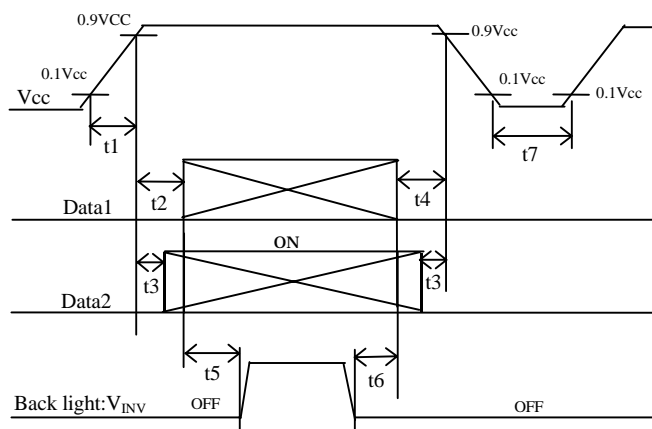 0.9VCC
0.9Vcc
0.1Vcc
0.1Vcc
0.1Vcc
Vcc
t1
t7
t2
t4
Data1
ON
t3
t3
Data2
t5
t6
Back light:VINV
OFF
OFF